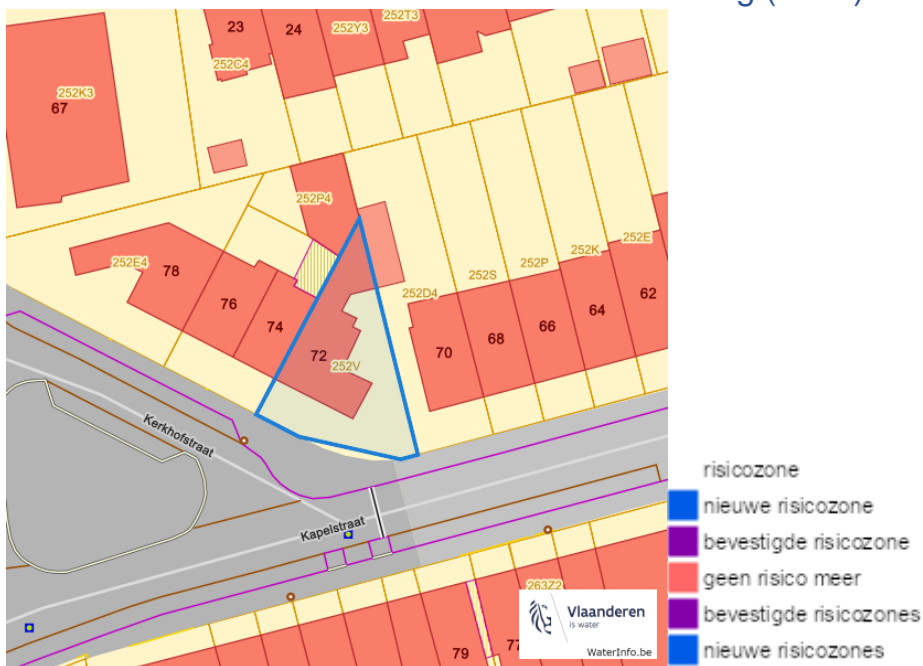 23
24
252Y3
252T3
252C4
252K3
67
252P4
252E4
78
76
74
72
252V
252D4
252S
252P
252K
252E
70
68
66
64
62
Kerkhofstraat
Kapelstraat
263Z2
79
Vlaanderen
is water
WaterInfo.be
risicozone
nieuwe risicozone
bevestigde risicozone
geen risico meer
bevestigde risicozones
nieuwe risicozones